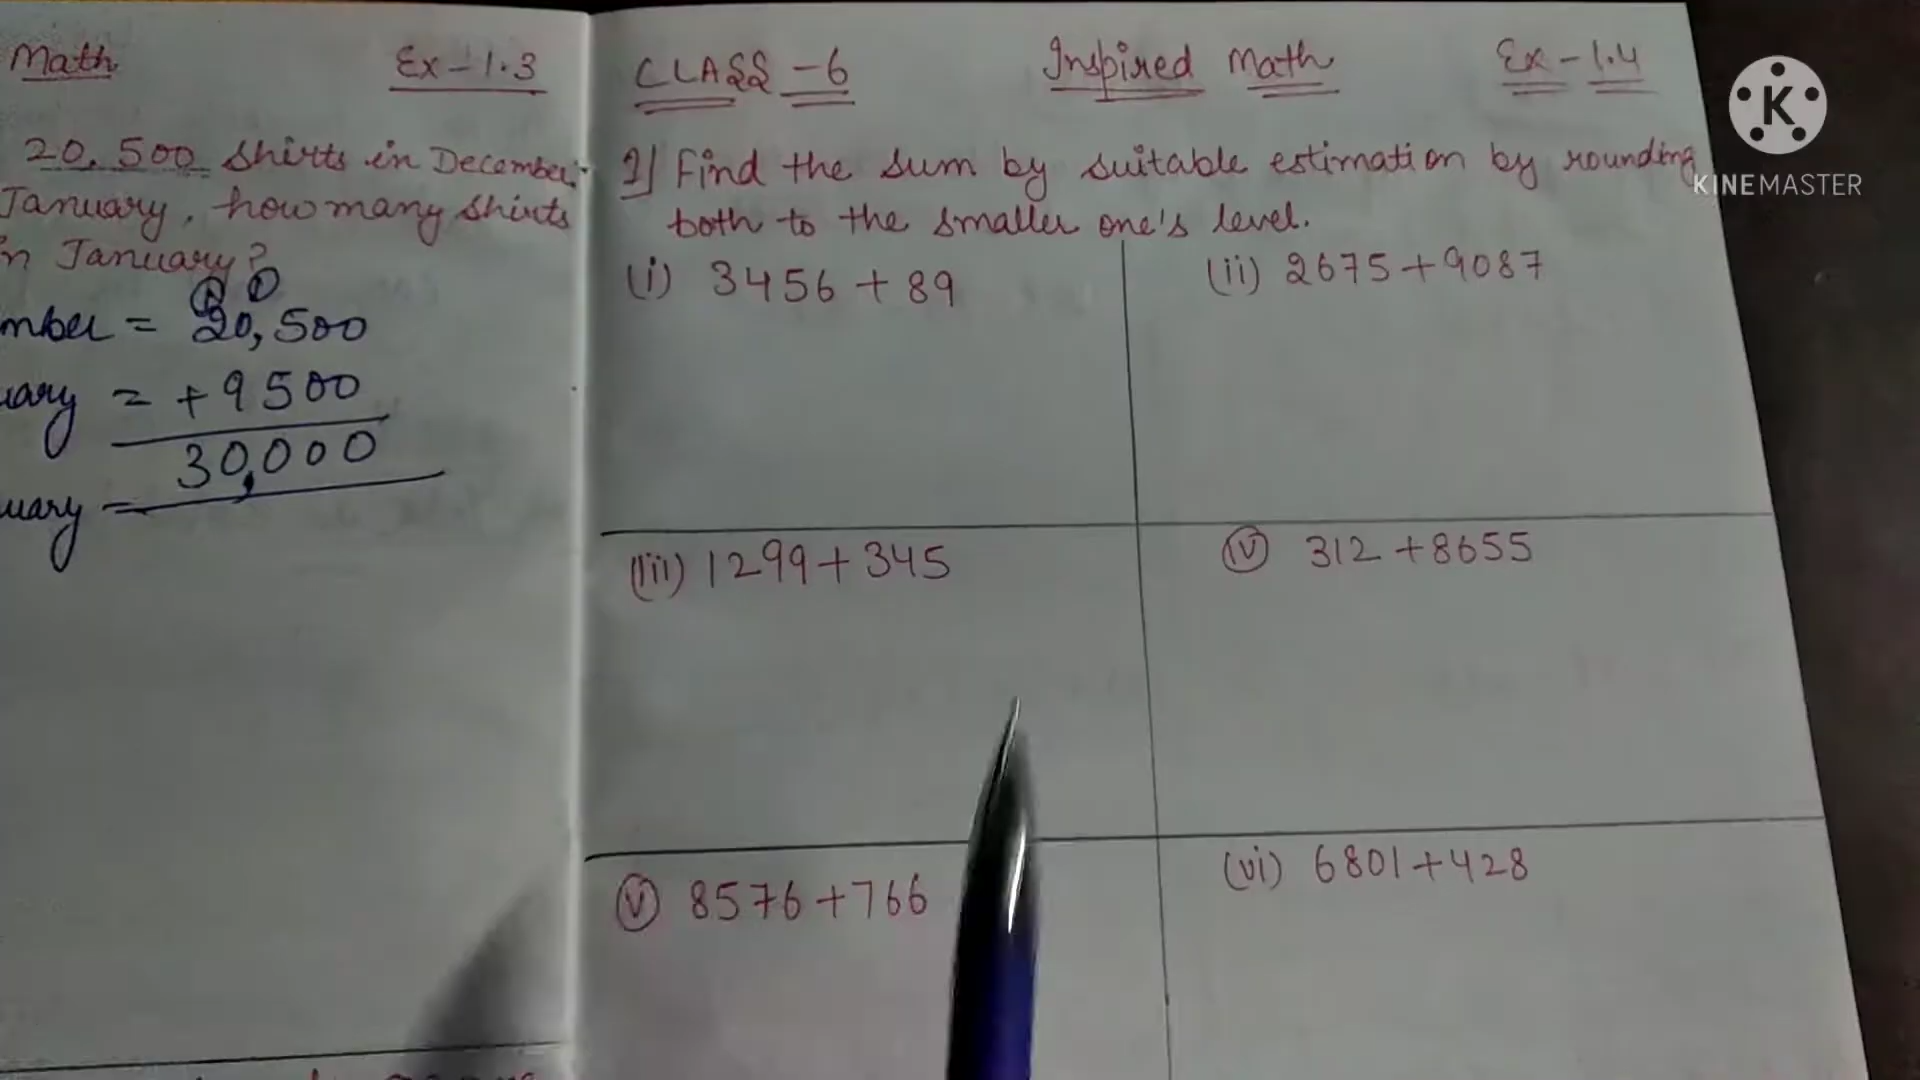 Math Ex-1.3
20,500 shirts in December.
January, how many shirts
in January?
1 1
mber = 20,500
uary = +9500
30,000
uary =
CLASS-6 Inspired Math Ex-1.4
1) Find the sum by suitable estimation by rounding
both to the smaller one's level.
(i) 3456 + 89
(ii) 2675+9087
(iii) 1299+345
(IV) 312 +8655
(V) 8576+766
(vi) 6801+428
KINEMASTER